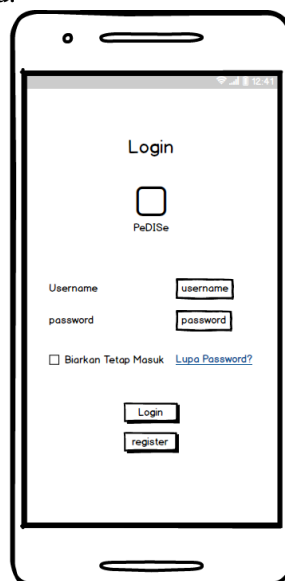 12:41
Login
PeDISe
Username username
password password
Biarkan Tetap Masuk Lupa Password?
Login
register